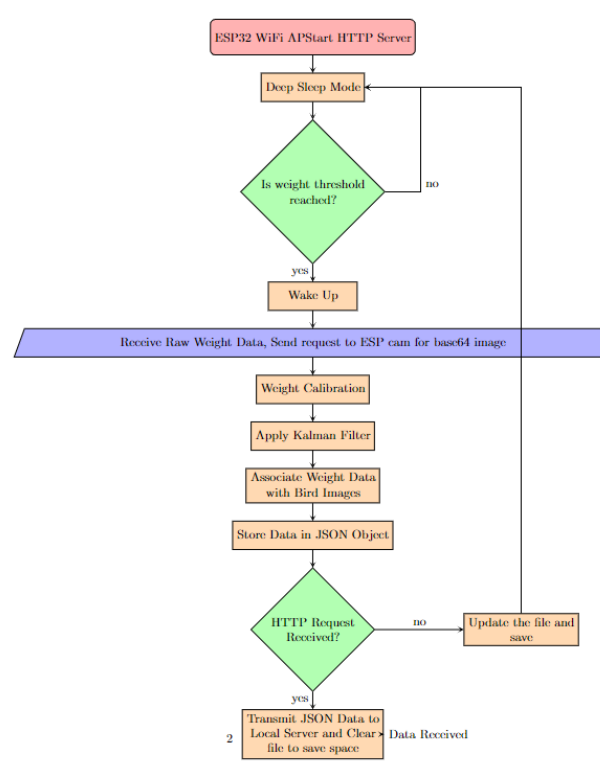 ESP32 WiFi APStart HTTP Server
Deep Sleep Mode
Is weight threshold
reached?
no
yes
Wake Up
Receive Raw Weight Data, Send request to ESP cam for base64 image
Weight Calibration
Apply Kalman Filter
Associate Weight Data
with Bird Images
Store Data in JSON Object
HTTP Request
Received?
no
Update the file and
save
yes
Transmit JSON Data to
Local Server and Clear
file to save space
Data Received
2